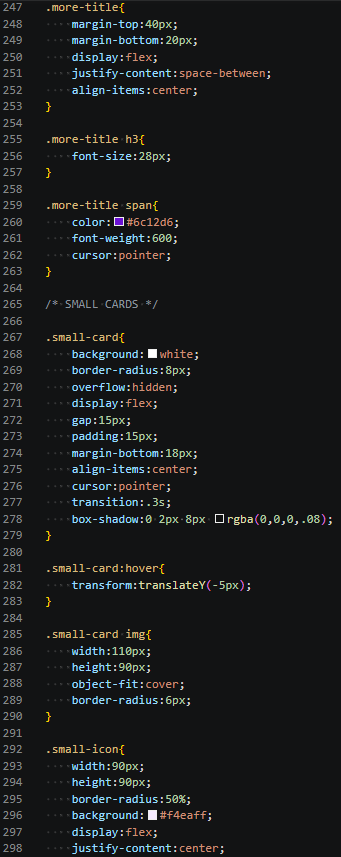 247 .more-title{
248     margin-top:40px;
249     margin-bottom:20px;
250     display:flex;
251     justify-content:space-between;
252     align-items:center;
253 }
254
255 .more-title h3{
256     font-size:28px;
257 }
258
259 .more-title span{
260     color:#6c12d6;
261     font-weight:600;
262     cursor:pointer;
263 }
264
265 /* SMALL CARDS */
266
267 .small-card{
268     background:white;
269     border-radius:8px;
270     overflow:hidden;
271     display:flex;
272     gap:15px;
273     padding:15px;
274     margin-bottom:18px;
275     align-items:center;
276     cursor:pointer;
277     transition:.3s;
278     box-shadow:0 2px 8px rgba(0,0,0,.08);
279 }
280
281 .small-card:hover{
282     transform:translateY(-5px);
283 }
284
285 .small-card img{
286     width:110px;
287     height:90px;
288     object-fit:cover;
289     border-radius:6px;
290 }
291
292 .small-icon{
293     width:90px;
294     height:90px;
295     border-radius:50%;
296     background:#f4eaff;
297     display:flex;
298     justify-content:center;